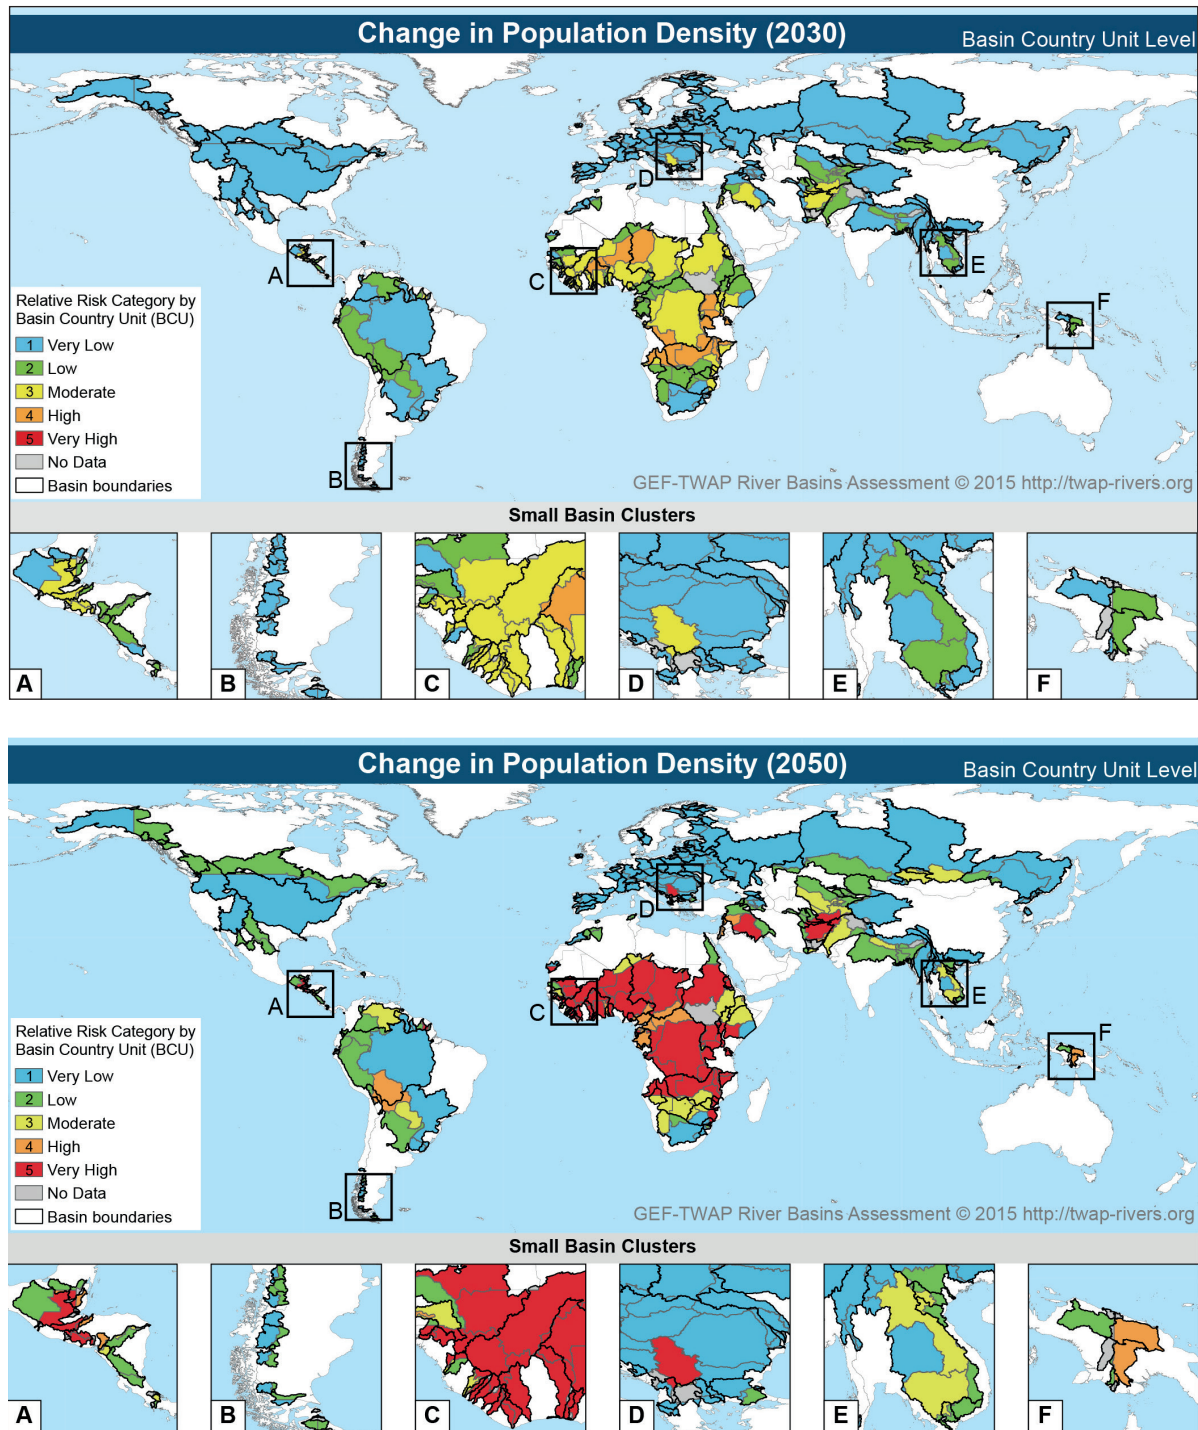 Change in Population Density (2030)
Basin Country Unit Level
A
B
C
D
E
F
Relative Risk Category by
Basin Country Unit (BCU)
1 Very Low
2 Low
3 Moderate
4 High
5 Very High
No Data
Basin boundaries
GEF-TWAP River Basins Assessment © 2015 http://twap-rivers.org
Small Basin Clusters
A
B
C
D
E
F
Change in Population Density (2050)
Basin Country Unit Level
A
B
C
D
E
F
Relative Risk Category by
Basin Country Unit (BCU)
1 Very Low
2 Low
3 Moderate
4 High
5 Very High
No Data
Basin boundaries
GEF-TWAP River Basins Assessment © 2015 http://twap-rivers.org
Small Basin Clusters
A
B
C
D
E
F